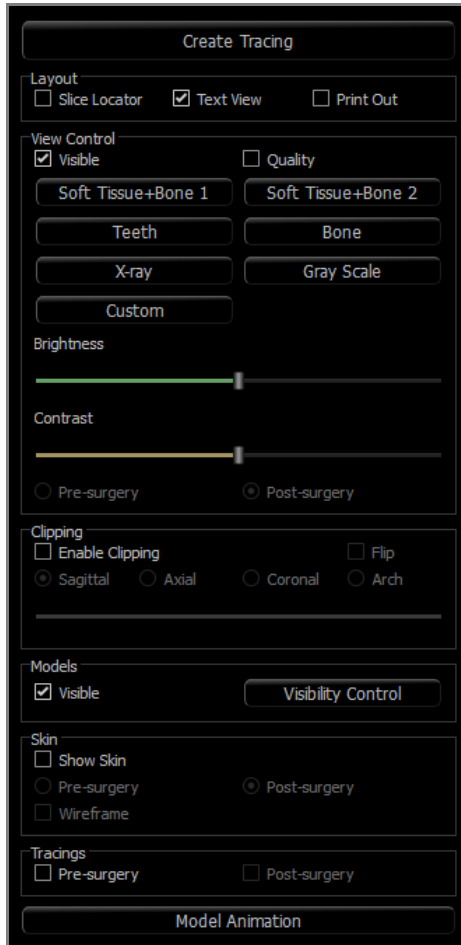 Create Tracing
Layout
Slice Locator Text View Print Out
View Control
Visible Quality
Soft Tissue+Bone 1 Soft Tissue+Bone 2
Teeth Bone
X-ray Gray Scale
Custom
Brightness
Contrast
Pre-surgery Post-surgery
Clipping
Enable Clipping Flip
Sagittal Axial Coronal Arch
Models
Visible Visibility Control
Skin
Show Skin
Pre-surgery Post-surgery
Wireframe
Tracings
Pre-surgery Post-surgery
Model Animation